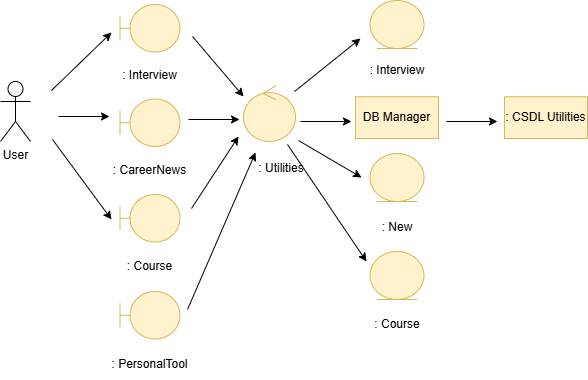 : Interview
: Interview
DB Manager
: CSDL Utilities
User
: CareerNews
: Utilities
: New
: Course
: Course
: PersonalTool